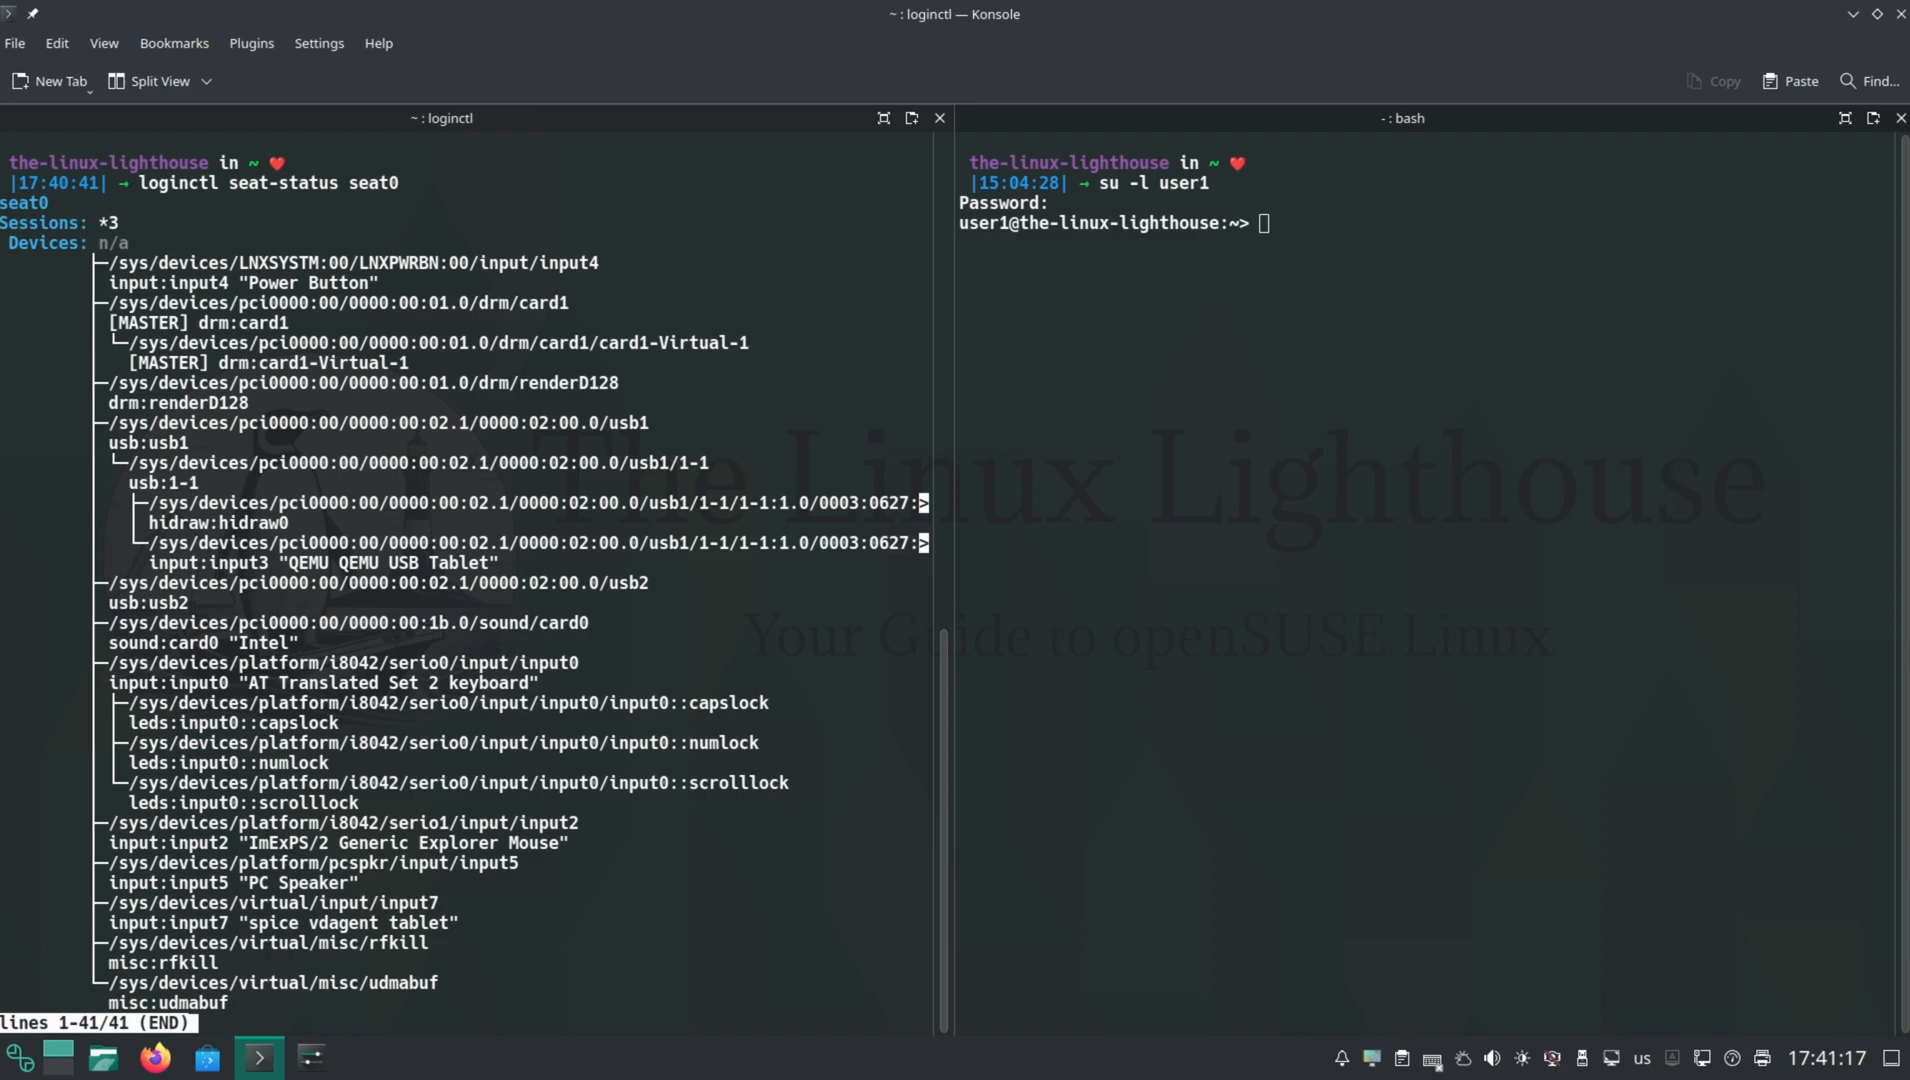 ~ : loginctl — Konsole
File Edit View Bookmarks Plugins Settings Help
New Tab Split View Copy Paste Find...
~ : loginctl
the-linux-lighthouse in ~ ❤️
|17:40:41| → loginctl seat-status seat0
seat0
Sessions: *3
Devices: n/a
├─/sys/devices/LNXSYSTM:00/LNXPWRBN:00/input/input4
│ input:input4 "Power Button"
├─/sys/devices/pci0000:00/0000:00:01.0/drm/card1
│ [MASTER] drm:card1
│ └─/sys/devices/pci0000:00/0000:00:01.0/drm/card1/card1-Virtual-1
│   [MASTER] drm:card1-Virtual-1
├─/sys/devices/pci0000:00/0000:00:01.0/drm/renderD128
│ drm:renderD128
├─/sys/devices/pci0000:00/0000:00:02.1/0000:02:00.0/usb1
│ usb:usb1
│ └─/sys/devices/pci0000:00/0000:00:02.1/0000:02:00.0/usb1/1-1
│   usb:1-1
│   ├─/sys/devices/pci0000:00/0000:00:02.1/0000:02:00.0/usb1/1-1/1-1:1.0/0003:0627:>
│   │ hidraw:hidraw0
│   └─/sys/devices/pci0000:00/0000:00:02.1/0000:02:00.0/usb1/1-1/1-1:1.0/0003:0627:>
│     input:input3 "QEMU QEMU USB Tablet"
├─/sys/devices/pci0000:00/0000:00:02.1/0000:02:00.0/usb2
│ usb:usb2
├─/sys/devices/pci0000:00/0000:00:1b.0/sound/card0
│ sound:card0 "Intel"
├─/sys/devices/platform/i8042/serio0/input/input0
│ input:input0 "AT Translated Set 2 keyboard"
│ ├─/sys/devices/platform/i8042/serio0/input/input0/input0::capslock
│ │ leds:input0::capslock
│ ├─/sys/devices/platform/i8042/serio0/input/input0/input0::numlock
│ │ leds:input0::numlock
│ └─/sys/devices/platform/i8042/serio0/input/input0/input0::scrolllock
│   leds:input0::scrolllock
├─/sys/devices/platform/i8042/serio1/input/input2
│ input:input2 "ImExPS/2 Generic Explorer Mouse"
├─/sys/devices/platform/pcspkr/input/input5
│ input:input5 "PC Speaker"
├─/sys/devices/virtual/input/input7
│ input:input7 "spice vdagent tablet"
├─/sys/devices/virtual/misc/rfkill
│ misc:rfkill
└─/sys/devices/virtual/misc/udmabuf
  misc:udmabuf
lines 1-41/41 (END)
- : bash
the-linux-lighthouse in ~ ❤️
|15:04:28| → su -l user1
Password:
user1@the-linux-lighthouse:~>
The Linux Lighthouse
Your Guide to openSUSE Linux
us 17:41:17